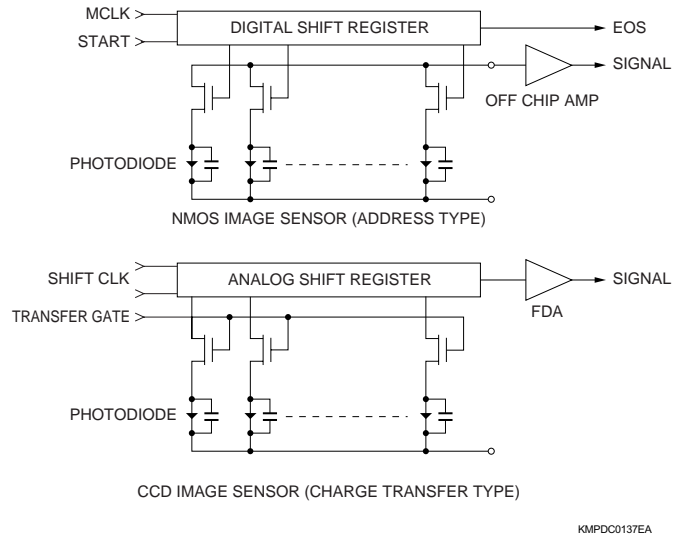 MCLK
DIGITAL SHIFT REGISTER
EOS
START
SIGNAL
OFF CHIP AMP
PHOTODIODE
NMOS IMAGE SENSOR (ADDRESS TYPE)
SHIFT CLK
ANALOG SHIFT REGISTER
SIGNAL
FDA
TRANSFER GATE
PHOTODIODE
CCD IMAGE SENSOR (CHARGE TRANSFER TYPE)
KMPDC0137EA